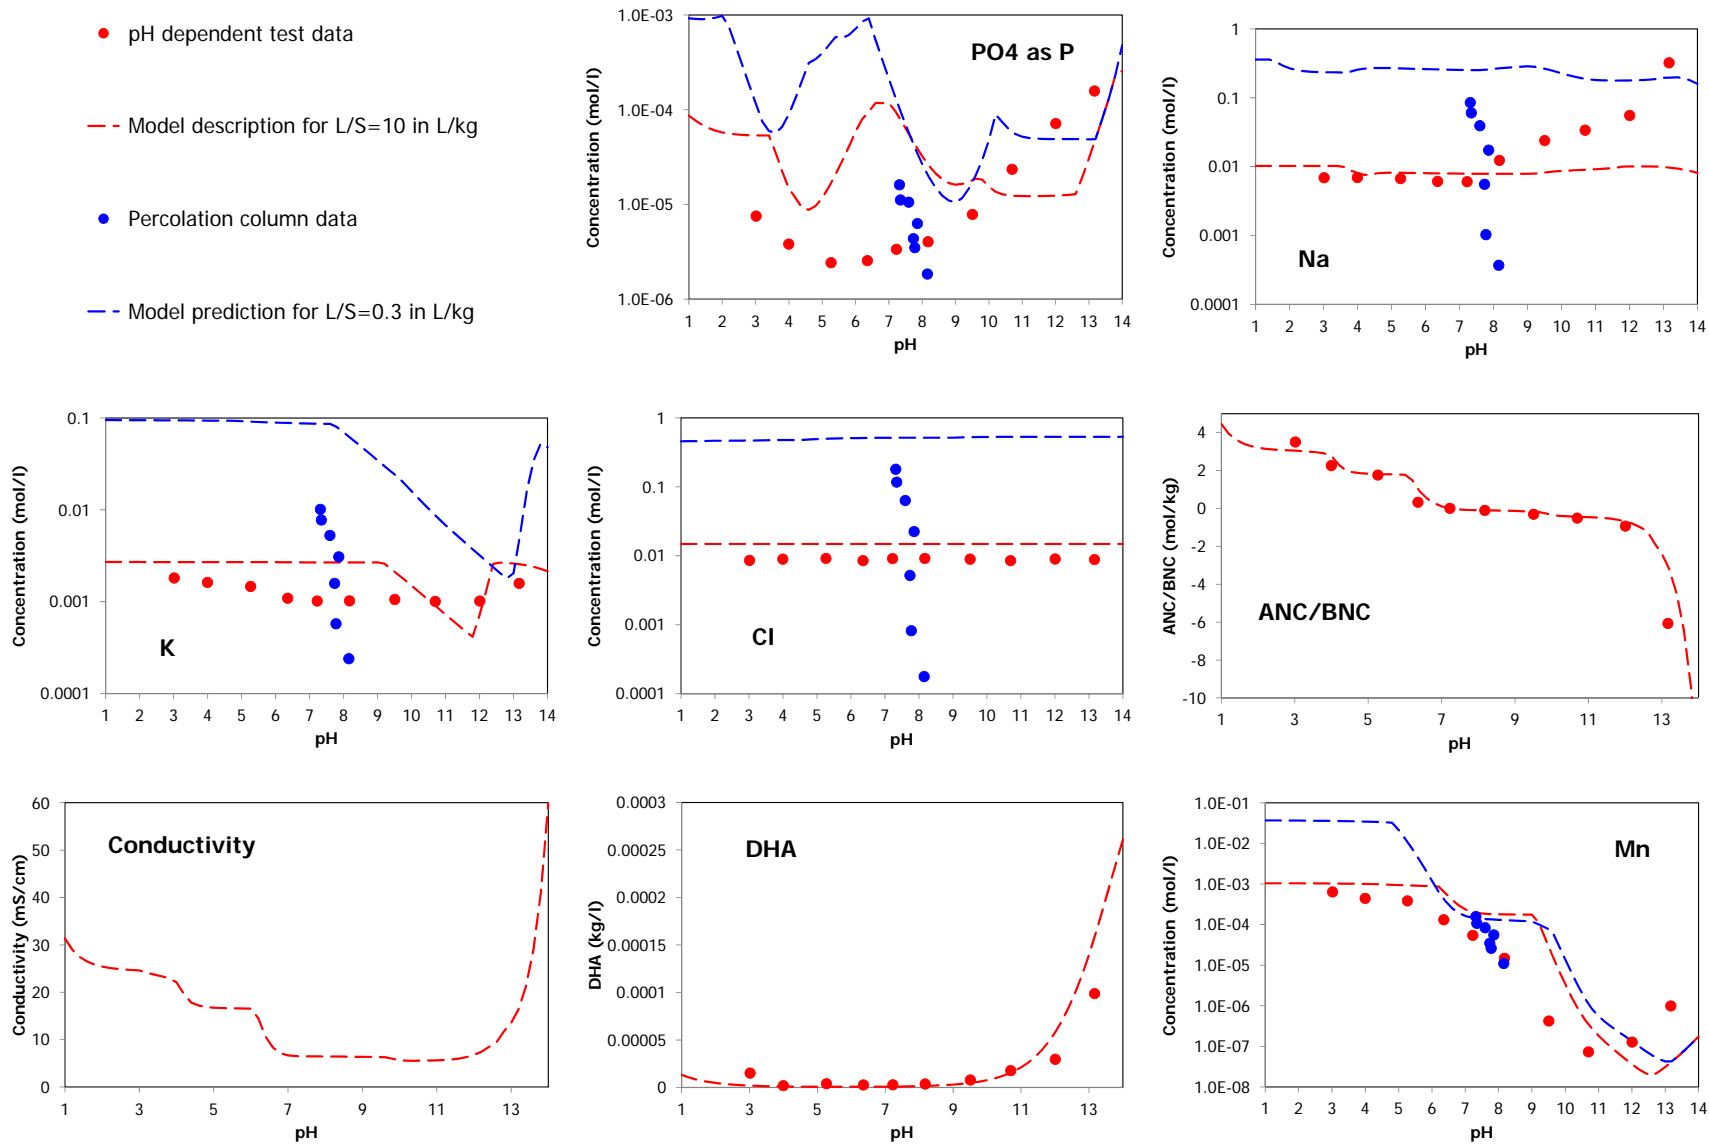 pH dependent test data
Model description for L/S=10 in L/kg
Percolation column data
Model prediction for L/S=0.3 in L/kg
1.0E-03
1.0E-04
1.0E-05
1.0E-06
Concentration (mol/l)
PO4 as P
1 2 3 4 5 6 7 8 9 10 11 12 13 14
pH
1
0.1
0.01
0.001
0.0001
Concentration (mol/l)
Na
1 2 3 4 5 6 7 8 9 10 11 12 13 14
pH
0.1
0.01
0.001
0.0001
Concentration (mol/l)
K
1 2 3 4 5 6 7 8 9 10 11 12 13 14
pH
1
0.1
0.01
0.001
0.0001
Concentration (mol/l)
Cl
1 2 3 4 5 6 7 8 9 10 11 12 13 14
pH
4
2
0
-2
-4
-6
-8
-10
ANC/BNC (mol/kg)
ANC/BNC
1 3 5 7 9 11 13
pH
60
50
40
30
20
10
0
Conductivity (mS/cm)
Conductivity
1 3 5 7 9 11 13
pH
0.0003
0.00025
0.0002
0.00015
0.0001
0.00005
0
DHA (kg/l)
DHA
1 2 3 4 5 6 7 8 9 10 11 12 13 14
pH
1.0E-01
1.0E-02
1.0E-03
1.0E-04
1.0E-05
1.0E-06
1.0E-07
1.0E-08
Concentration (mol/l)
Mn
1 2 3 4 5 6 7 8 9 10 11 12 13 14
pH